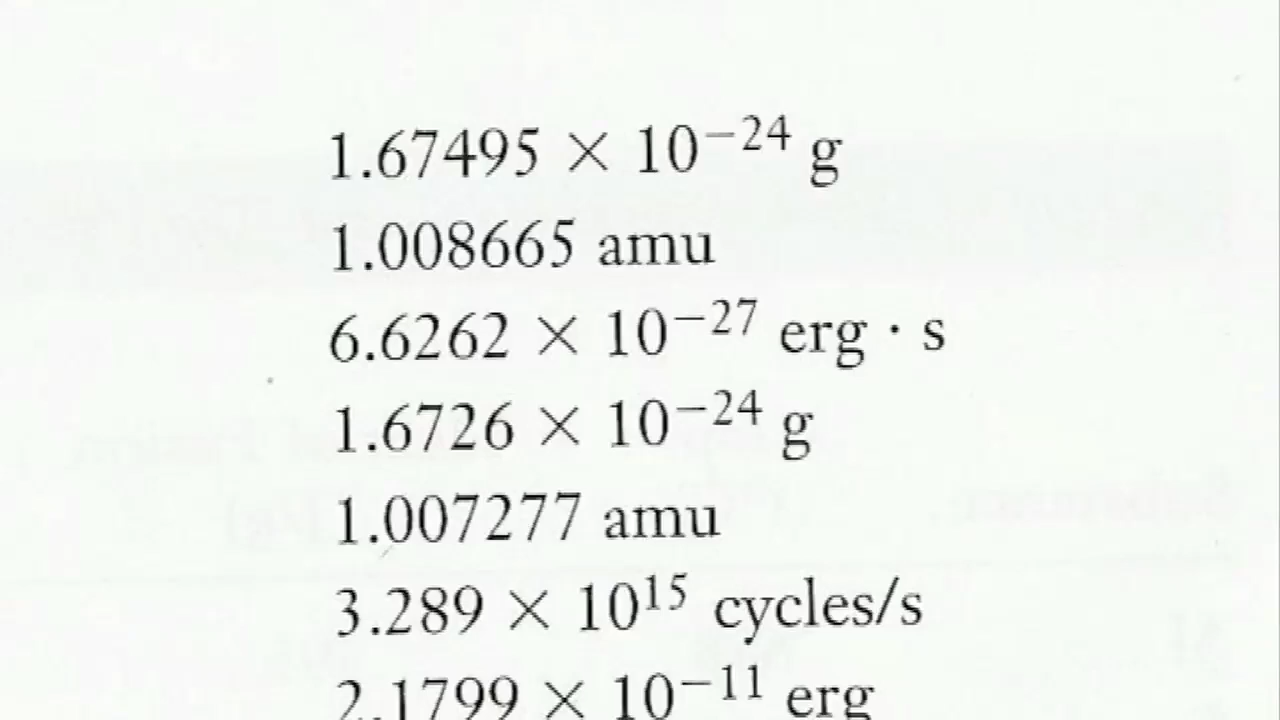 1.67495 × 10⁻²⁴ g
1.008665 amu
6.6262 × 10⁻²⁷ erg · s
1.6726 × 10⁻²⁴ g
1.007277 amu
3.289 × 10¹⁵ cycles/s
2.1799 × 10⁻¹¹ erg